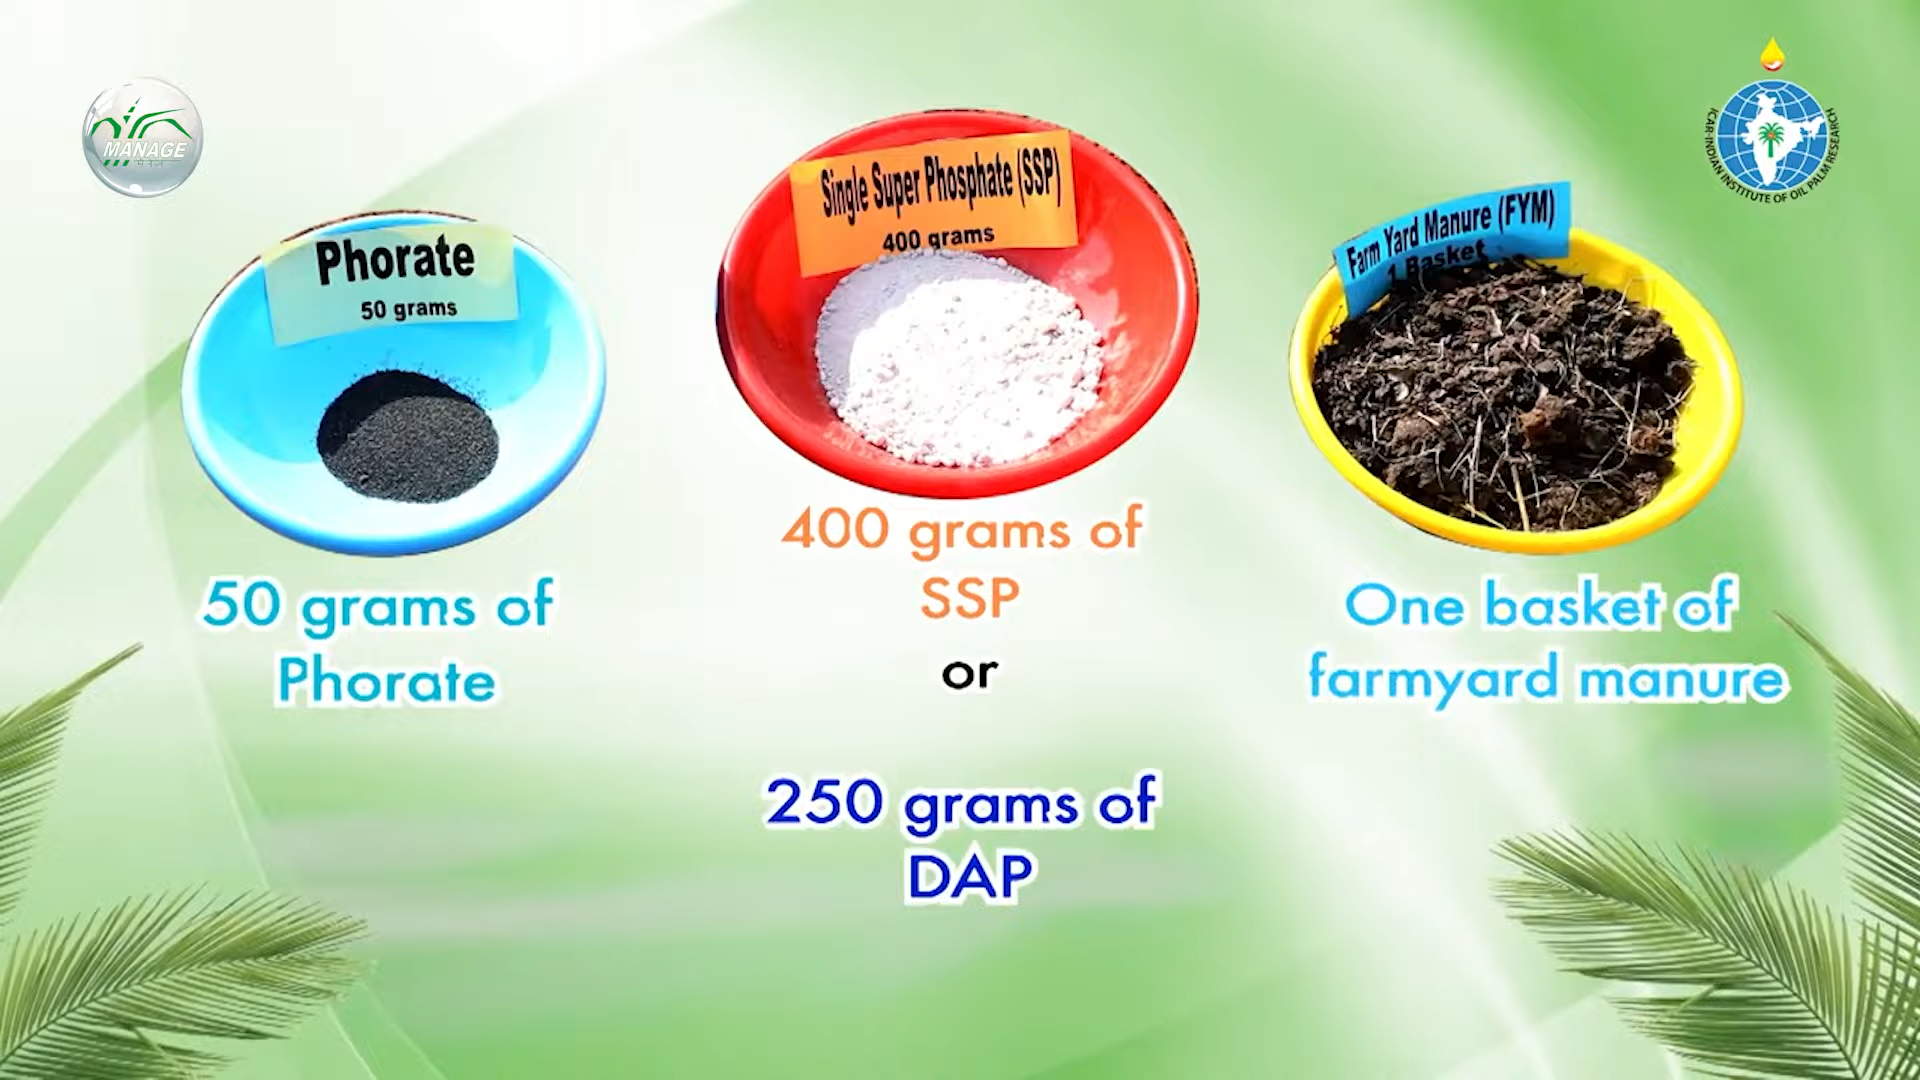 MANAGE
ICAR-INDIAN INSTITUTE OF OIL PALM RESEARCH
Phorate
50 grams
Single Super Phosphate (SSP)
400 grams
Farm Yard Manure (FYM)
1 Basket
50 grams of
Phorate
400 grams of
SSP
or
250 grams of
DAP
One basket of
farmyard manure